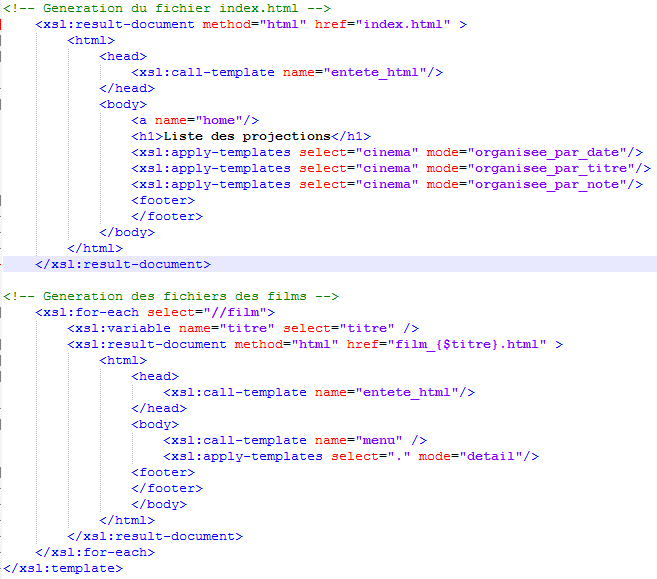 <!-- Generation du fichier index.html -->
    <xsl:result-document method="html" href="index.html" >
        <html>
            <head>
                <xsl:call-template name="entete_html"/>
            </head>
            <body>
                <a name="home"/>
                <h1>Liste des projections</h1>
                <xsl:apply-templates select="cinema" mode="organisee_par_date"/>
                <xsl:apply-templates select="cinema" mode="organisee_par_titre"/>
                <xsl:apply-templates select="cinema" mode="organisee_par_note"/>
                <footer>
                </footer>
            </body>
        </html>
    </xsl:result-document>

<!-- Generation des fichiers des films -->
    <xsl:for-each select="//film">
        <xsl:variable name="titre" select="titre" />
        <xsl:result-document method="html" href="film_{$titre}.html" >
            <html>
                <head>
                    <xsl:call-template name="entete_html"/>
                </head>
                <body>
                    <xsl:call-template name="menu" />
                    <xsl:apply-templates select="." mode="detail"/>
                <footer>
                </footer>
                </body>
            </html>
        </xsl:result-document>
    </xsl:for-each>
</xsl:template>